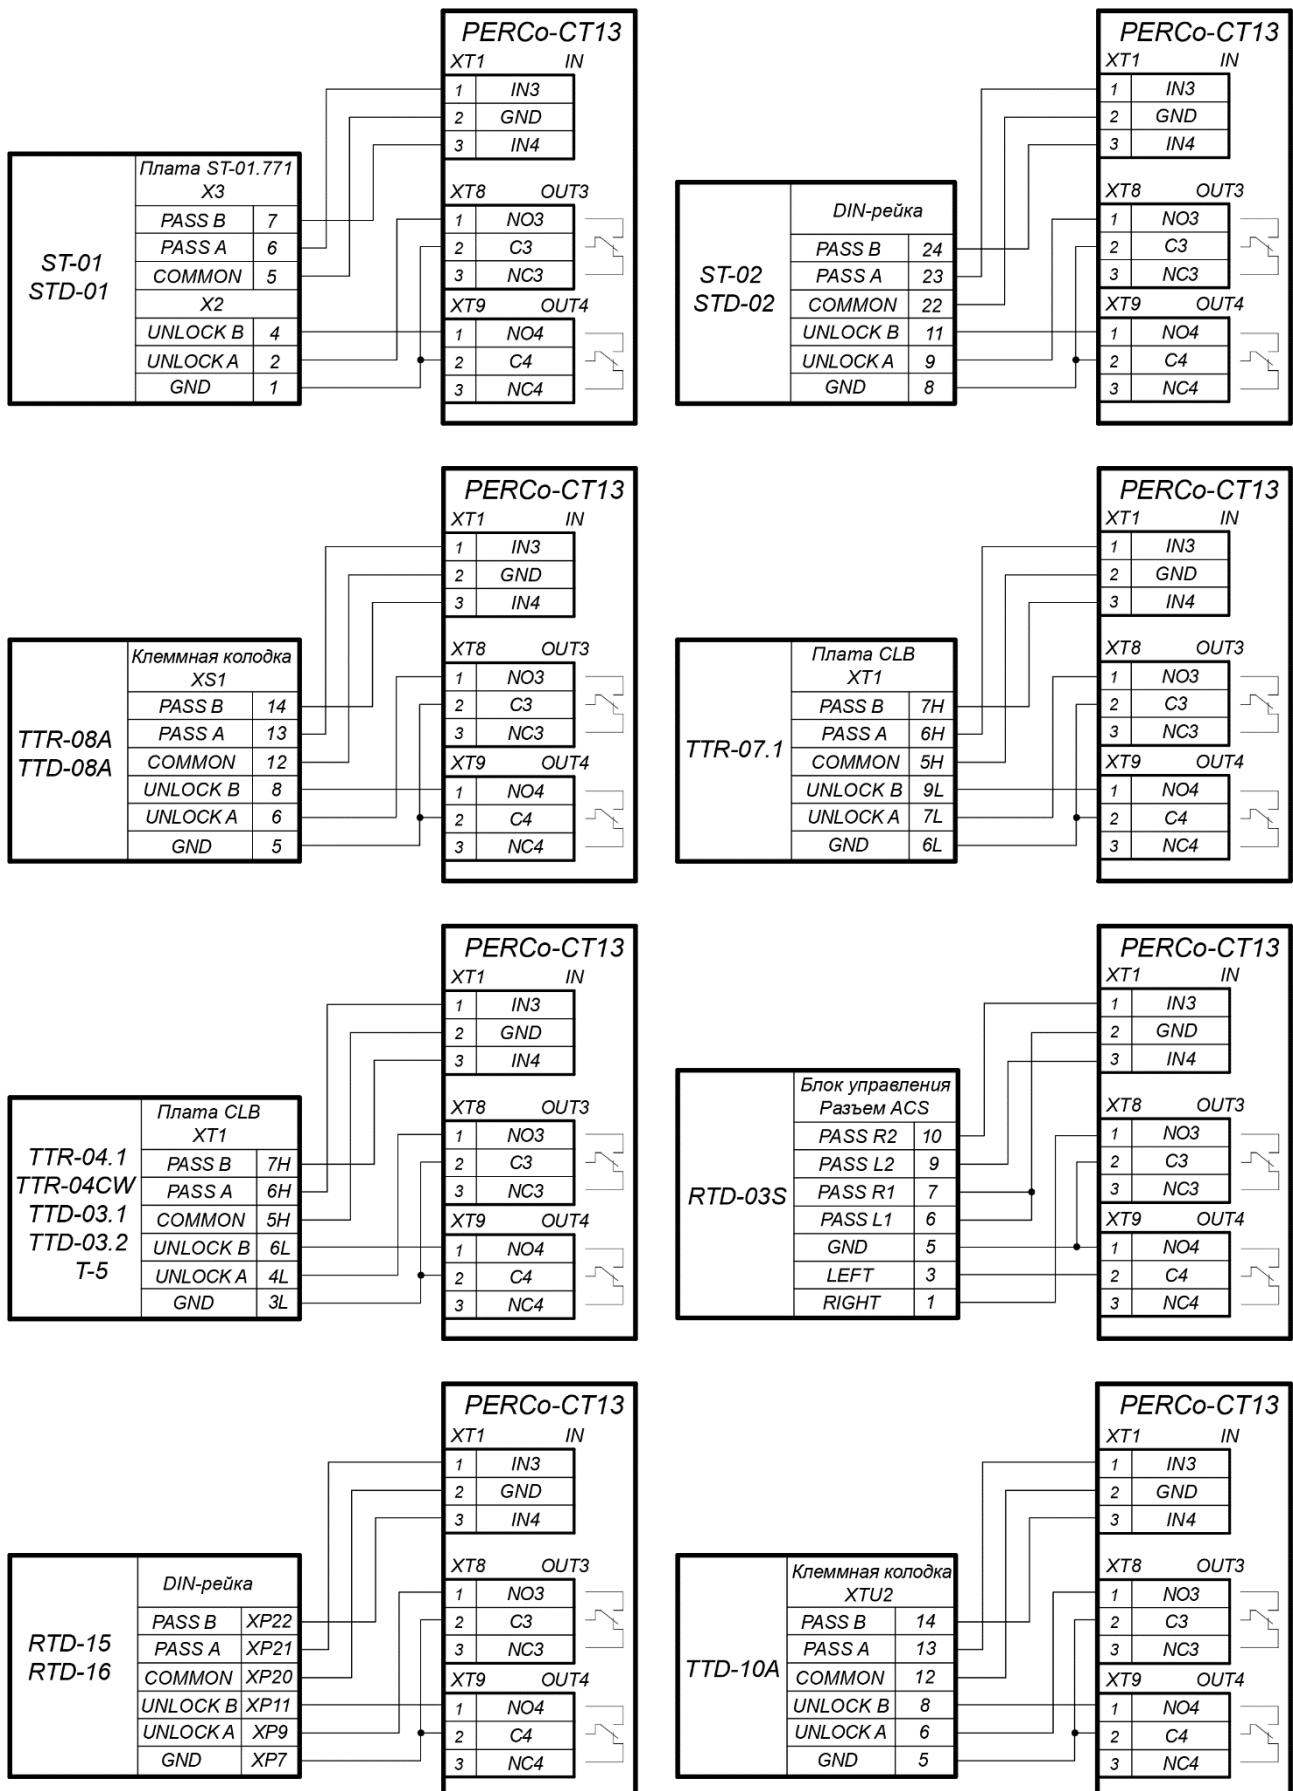 PERCo-CT13
XT1 IN
1 IN3
2 GND
3 IN4
XT8 OUT3
1 NO3
2 C3
3 NC3
XT9 OUT4
1 NO4
2 C4
3 NC4
ST-01
STD-01
Плата ST-01.771
X3
PASS B 7
PASS A 6
COMMON 5
X2
UNLOCK B 4
UNLOCK A 2
GND 1
PERCo-CT13
XT1 IN
1 IN3
2 GND
3 IN4
XT8 OUT3
1 NO3
2 C3
3 NC3
XT9 OUT4
1 NO4
2 C4
3 NC4
ST-02
STD-02
DIN-рейка
PASS B 24
PASS A 23
COMMON 22
UNLOCK B 11
UNLOCK A 9
GND 8
PERCo-CT13
XT1 IN
1 IN3
2 GND
3 IN4
XT8 OUT3
1 NO3
2 C3
3 NC3
XT9 OUT4
1 NO4
2 C4
3 NC4
TTR-08A
TTD-08A
Клеммная колодка
XS1
PASS B 14
PASS A 13
COMMON 12
UNLOCK B 8
UNLOCK A 6
GND 5
PERCo-CT13
XT1 IN
1 IN3
2 GND
3 IN4
XT8 OUT3
1 NO3
2 C3
3 NC3
XT9 OUT4
1 NO4
2 C4
3 NC4
TTR-07.1
Плата CLB
XT1
PASS B 7H
PASS A 6H
COMMON 5H
UNLOCK B 9L
UNLOCK A 7L
GND 6L
PERCo-CT13
XT1 IN
1 IN3
2 GND
3 IN4
XT8 OUT3
1 NO3
2 C3
3 NC3
XT9 OUT4
1 NO4
2 C4
3 NC4
TTR-04.1
TTR-04CW
TTD-03.1
TTD-03.2
T-5
Плата CLB
XT1
PASS B 7H
PASS A 6H
COMMON 5H
UNLOCK B 6L
UNLOCK A 4L
GND 3L
PERCo-CT13
XT1 IN
1 IN3
2 GND
3 IN4
XT8 OUT3
1 NO3
2 C3
3 NC3
XT9 OUT4
1 NO4
2 C4
3 NC4
RTD-03S
Блок управления
Разъем ACS
PASS R2 10
PASS L2 9
PASS R1 7
PASS L1 6
GND 5
LEFT 3
RIGHT 1
PERCo-CT13
XT1 IN
1 IN3
2 GND
3 IN4
XT8 OUT3
1 NO3
2 C3
3 NC3
XT9 OUT4
1 NO4
2 C4
3 NC4
RTD-15
RTD-16
DIN-рейка
PASS B XP22
PASS A XP21
COMMON XP20
UNLOCK B XP11
UNLOCK A XP9
GND XP7
PERCo-CT13
XT1 IN
1 IN3
2 GND
3 IN4
XT8 OUT3
1 NO3
2 C3
3 NC3
XT9 OUT4
1 NO4
2 C4
3 NC4
TTD-10A
Клеммная колодка
XTU2
PASS B 14
PASS A 13
COMMON 12
UNLOCK B 8
UNLOCK A 6
GND 5